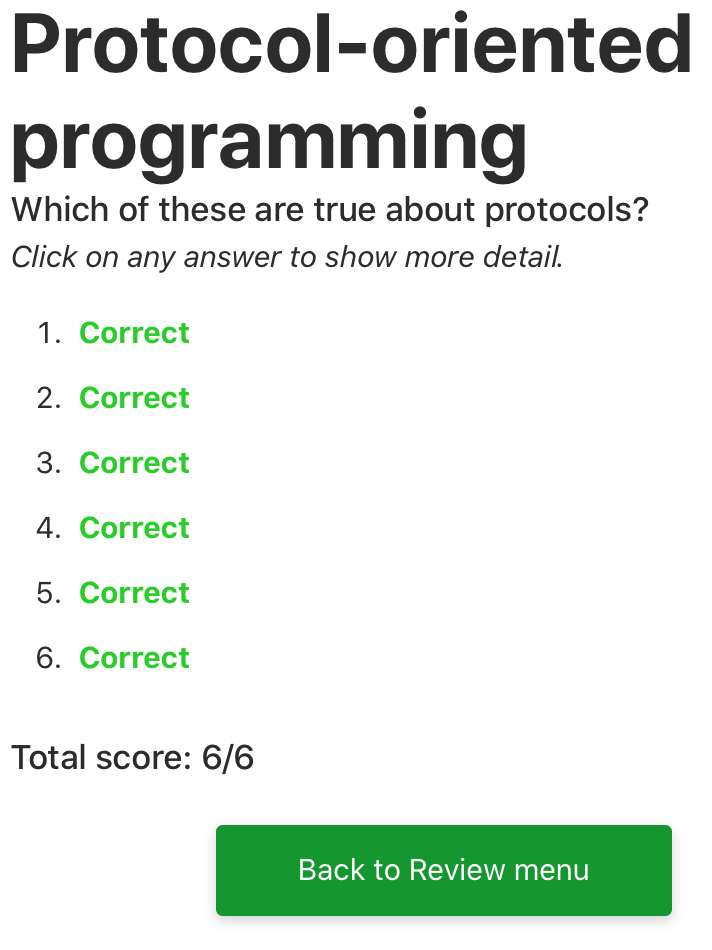 Protocol-oriented
programming
Which of these are true about protocols?
Click on any answer to show more detail.
1. Correct
2. Correct
3. Correct
4. Correct
5. Correct
6. Correct
Total score: 6/6
Back to Review menu